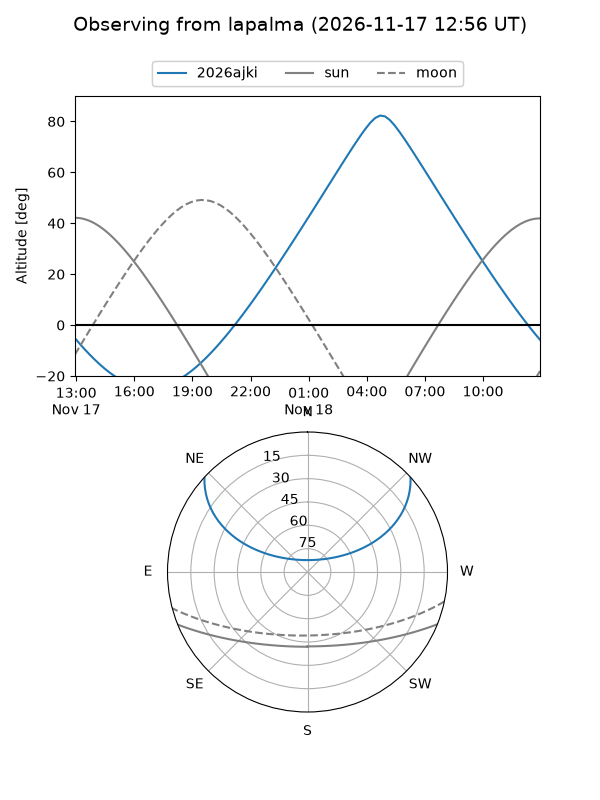 Observing from lapalma (2026-11-17 12:56 UT)
2026ajki sun moon
Altitude [deg]
80
60
40
20
0
−20
13:00 16:00 19:00 22:00 01:00 04:00 07:00 10:00
Nov 17 Nov 18
N
NE NW
15
30
45
60
75
E W
SE SW
S